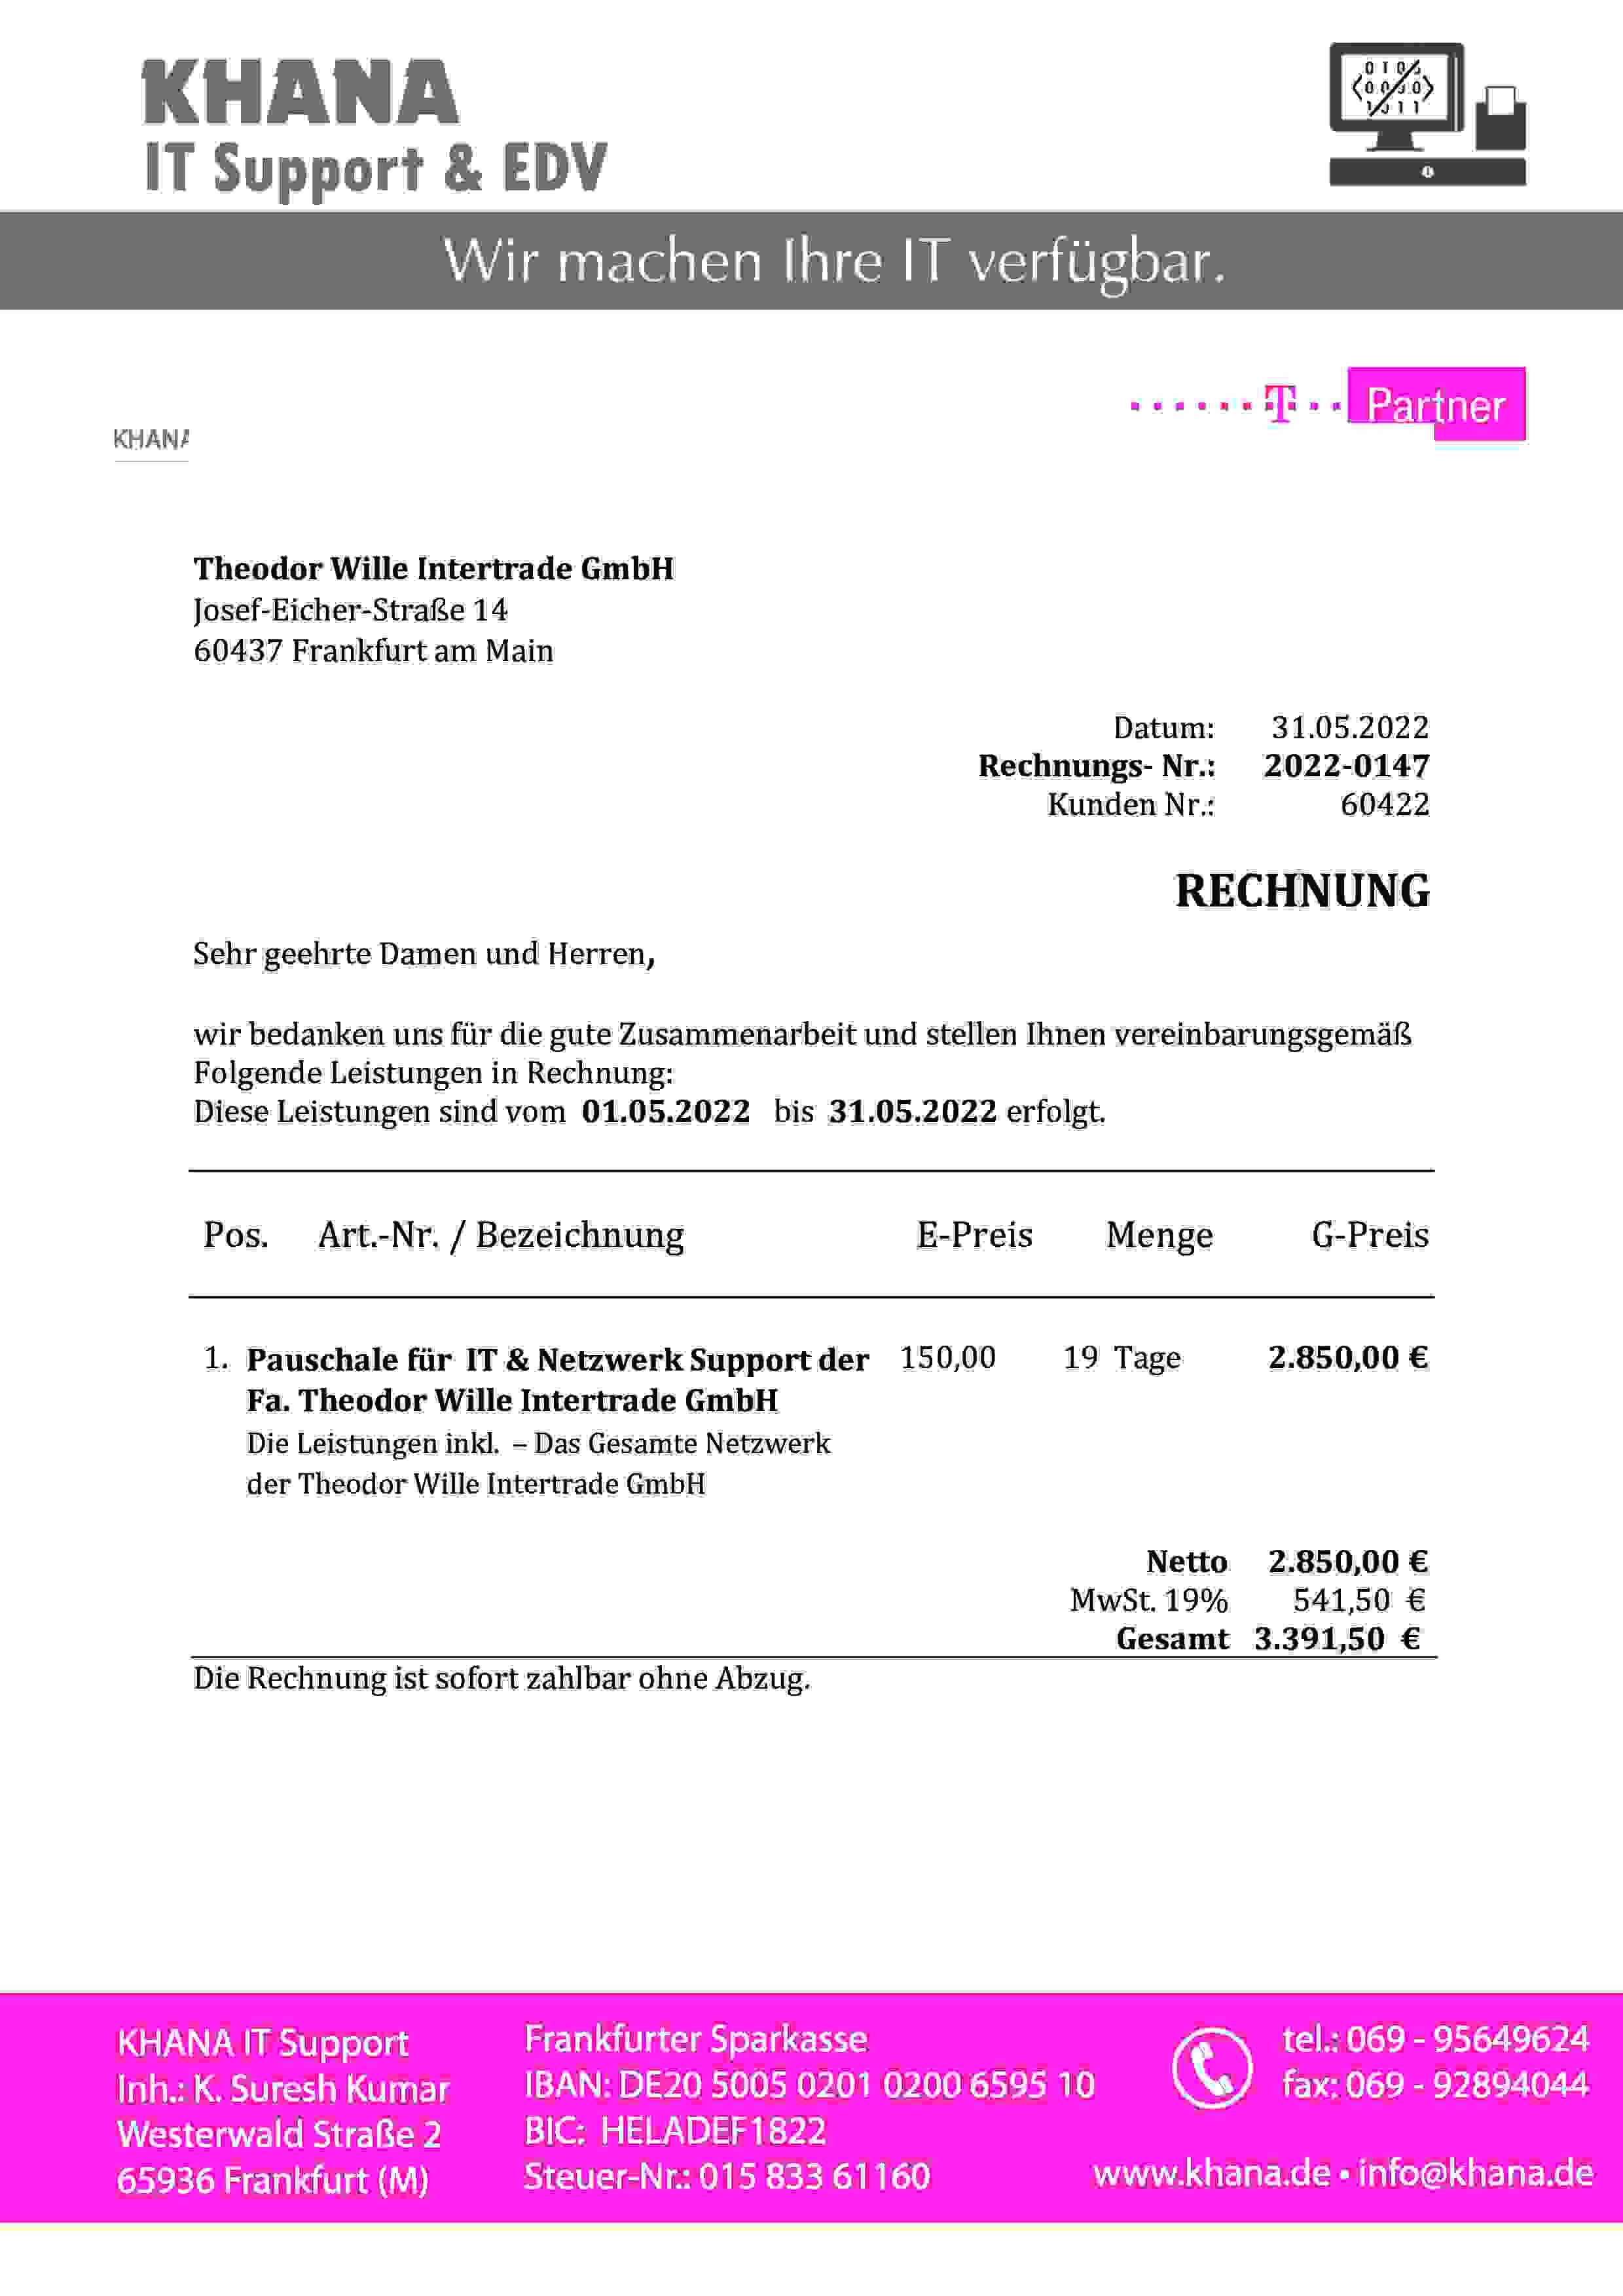 KHANA
IT Support & EDV
Wir machen Ihre IT verfügbar.
T Partner
KHANA
Theodor Wille Intertrade GmbH
Josef-Eicher-Straße 14
60437 Frankfurt am Main
Datum: 31.05.2022
Rechnungs- Nr.: 2022-0147
Kunden Nr.: 60422
RECHNUNG
Sehr geehrte Damen und Herren,
wir bedanken uns für die gute Zusammenarbeit und stellen Ihnen vereinbarungsgemäß
Folgende Leistungen in Rechnung:
Diese Leistungen sind vom 01.05.2022 bis 31.05.2022 erfolgt.
Pos. Art.-Nr. / Bezeichnung E-Preis Menge G-Preis
1. Pauschale für IT & Netzwerk Support der 150,00 19 Tage 2.850,00 €
Fa. Theodor Wille Intertrade GmbH
Die Leistungen inkl. – Das Gesamte Netzwerk
der Theodor Wille Intertrade GmbH
Netto 2.850,00 €
MwSt. 19% 541,50 €
Gesamt 3.391,50 €
Die Rechnung ist sofort zahlbar ohne Abzug.
KHANA IT Support
Inh.: K. Suresh Kumar
Westerwald Straße 2
65936 Frankfurt (M)
Frankfurter Sparkasse
IBAN: DE20 5005 0201 0200 6595 10
BIC: HELADEF1822
Steuer-Nr.: 015 833 61160
tel.: 069 - 95649624
fax: 069 - 92894044
www.khana.de • info@khana.de